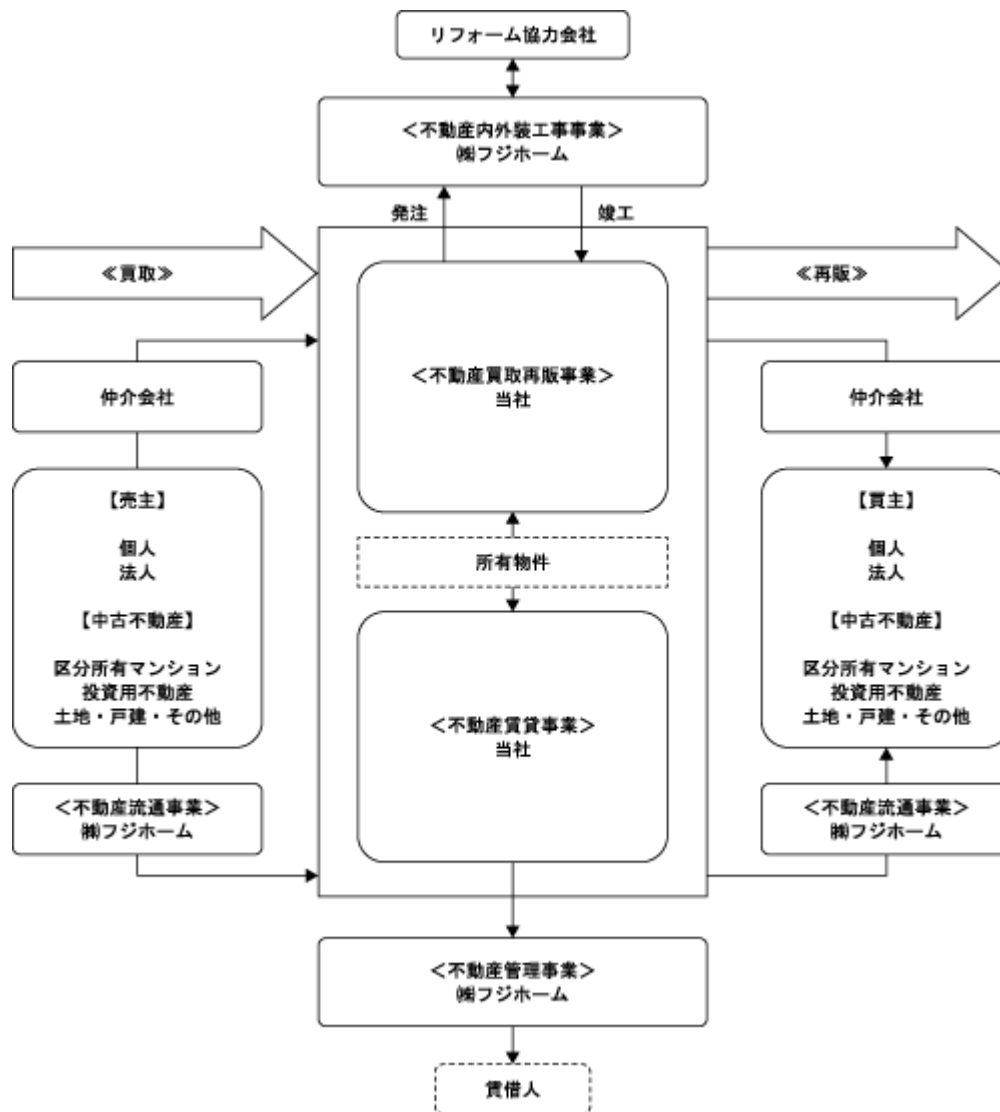 リフォーム協力会社
＜不動産内外装工事事業＞
㈱フジホーム
発注
竣工
≪買取≫
≪再販≫
＜不動産買取再販事業＞
当社
仲介会社
仲介会社
【売主】
個人
法人
【中古不動産】
区分所有マンション
投資用不動産
土地・戸建・その他
【買主】
個人
法人
【中古不動産】
区分所有マンション
投資用不動産
土地・戸建・その他
所有物件
＜不動産賃貸事業＞
当社
＜不動産流通事業＞
㈱フジホーム
＜不動産流通事業＞
㈱フジホーム
＜不動産管理事業＞
㈱フジホーム
賃借人